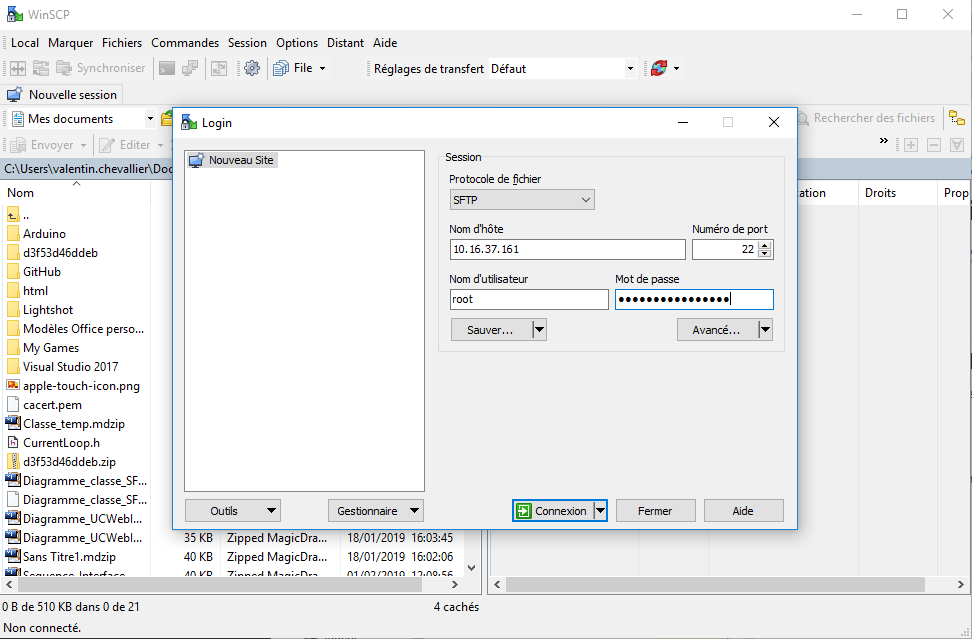 WinSCP
Local Marquer Fichiers Commandes Session Options Distant Aide
Synchroniser File Réglages de transfert Défaut
Nouvelle session
Mes documents Rechercher des fichiers
Envoyer Editer »
C:\Users\valentin.chevallier\Doc
Nom ation Droits Prop
..
Arduino
d3f53d46ddeb
GitHub
html
Lightshot
Modèles Office perso...
My Games
Visual Studio 2017
apple-touch-icon.png
cacert.pem
Classe_temp.mdzip
CurrentLoop.h
d3f53d46ddeb.zip
Diagramme_classe_SF...
Diagramme_classe_SF...
Diagramme_UCWebI...
Diagramme_UCWebI... 35 KB Zipped MagicDra... 18/01/2019 16:03:45
Sans Titre1.mdzip 40 KB Zipped MagicDra... 18/01/2019 16:02:06
Sequence_Interface 40 KB Zipped MagicDra... 01/02/2019 12:08:56
Login
Nouveau Site
Session
Protocole de fichier
SFTP
Nom d'hôte Numéro de port
10.16.37.161 22
Nom d'utilisateur Mot de passe
root ●●●●●●●●●●●●●●●●
Sauver... Avancé...
Outils Gestionnaire Connexion Fermer Aide
0 B de 510 KB dans 0 de 21 4 cachés
Non connecté.